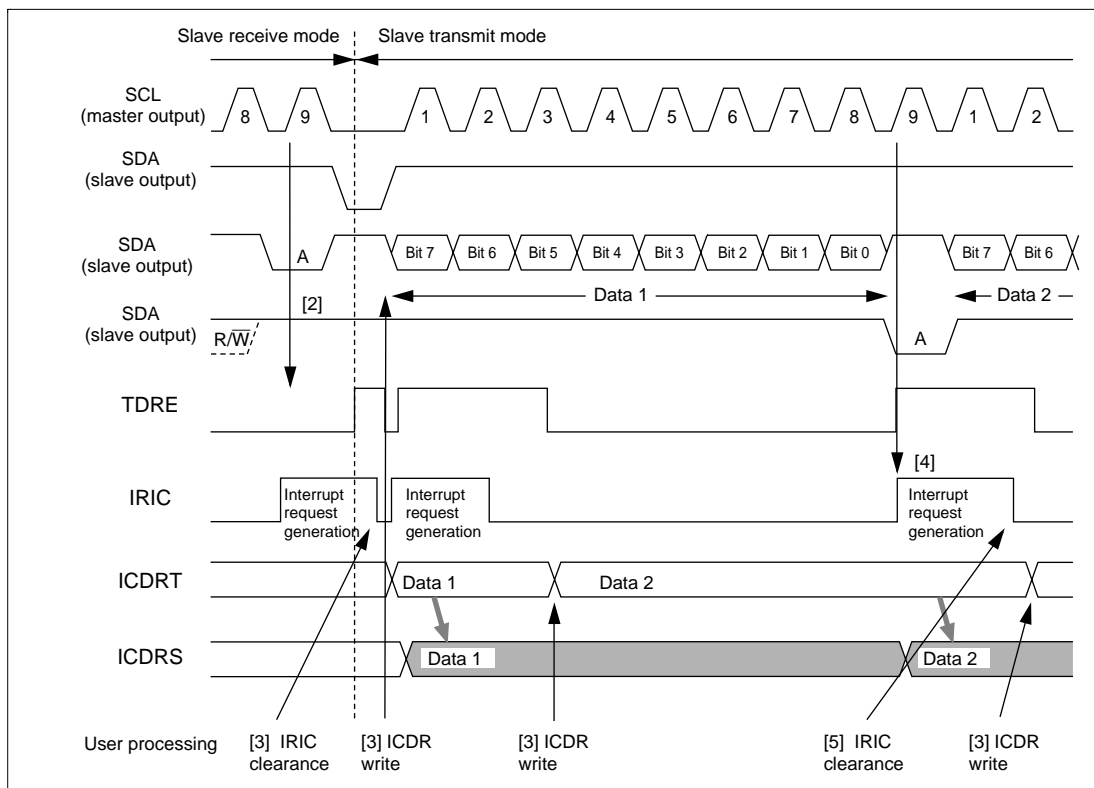 Slave receive mode Slave transmit mode
SCL
(master output)
8 9 1 2 3 4 5 6 7 8 9 1 2
SDA
(slave output)
SDA
(slave output)
A Bit 7 Bit 6 Bit 5 Bit 4 Bit 3 Bit 2 Bit 1 Bit 0 Bit 7 Bit 6
[2] Data 1 Data 2
SDA
(slave output)
R/W̅ A
TDRE
[4]
IRIC
Interrupt
request
generation
Interrupt
request
generation
Interrupt
request
generation
ICDRT Data 1 Data 2
ICDRS Data 1 Data 2
User processing
[3] IRIC
clearance
[3] ICDR
write
[3] ICDR
write
[5] IRIC
clearance
[3] ICDR
write